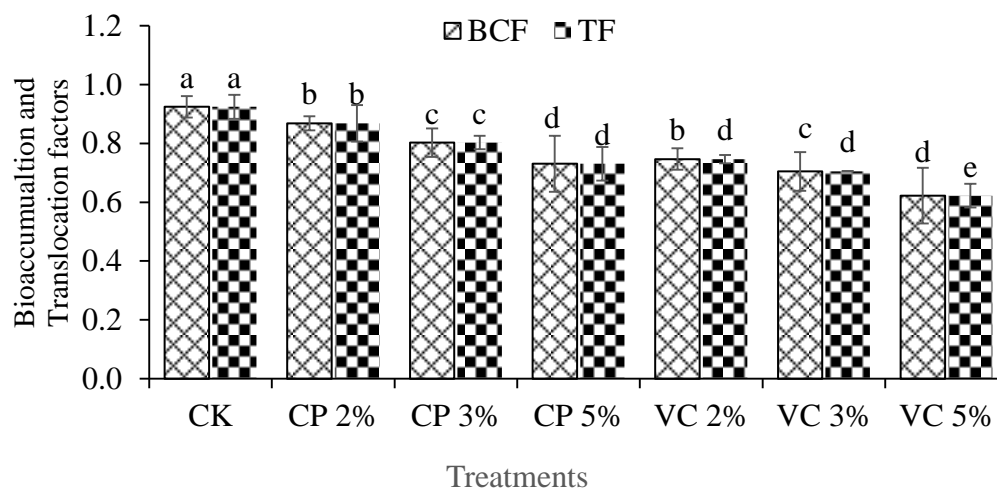 Bioaccumualtion and
Translocation factors
1.2
1.0
0.8
0.6
0.4
0.2
0.0
BCF TF
a a b b c c d d b d c d d e
CK CP 2% CP 3% CP 5% VC 2% VC 3% VC 5%
Treatments